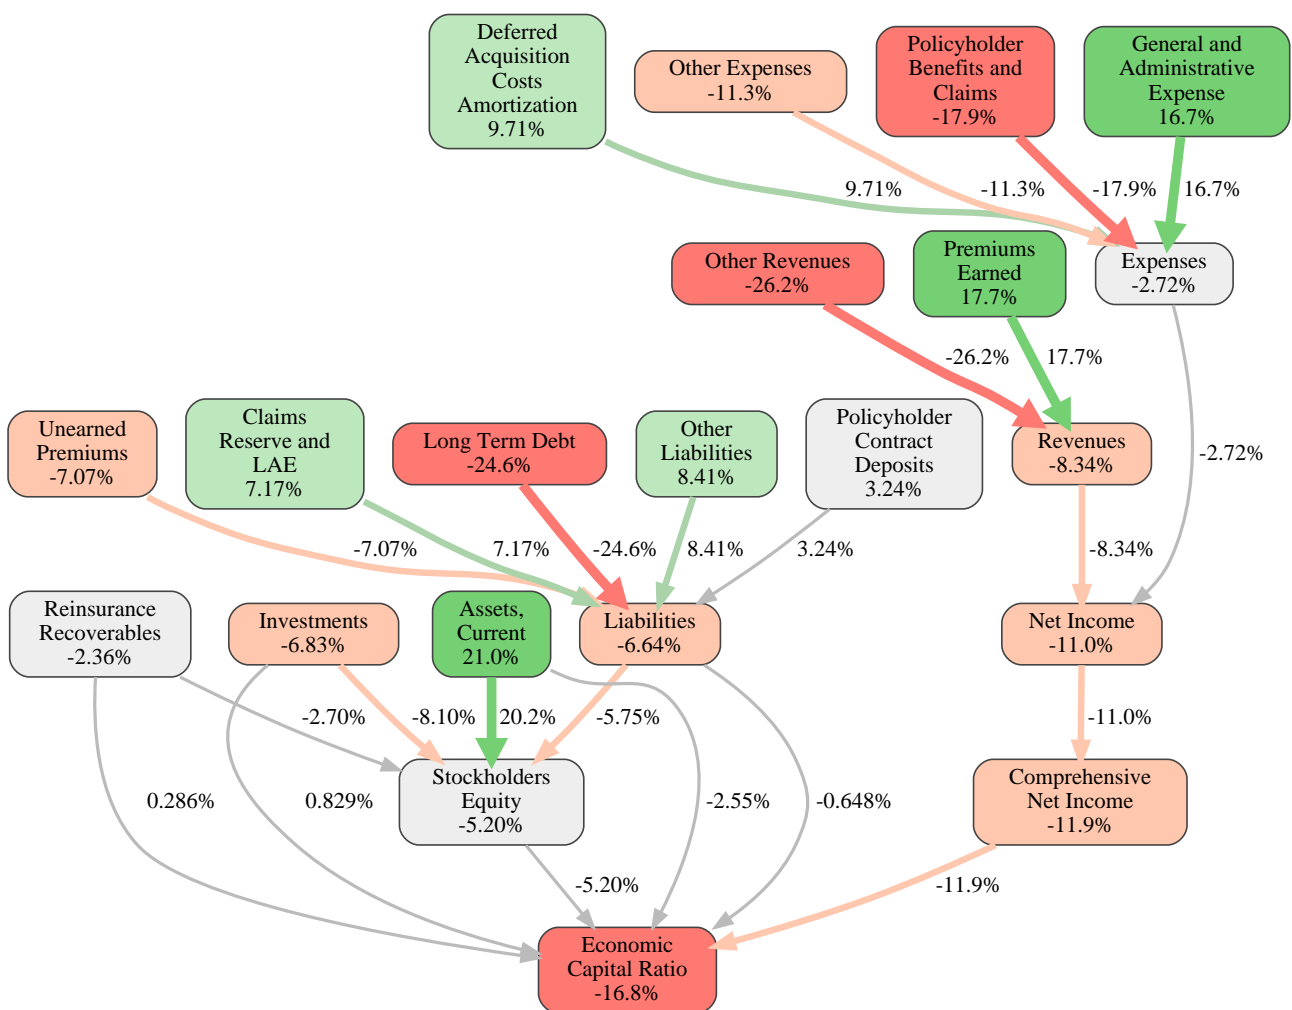 Deferred
Acquisition
Costs
Amortization
9.71%
Other Expenses
-11.3%
Policyholder
Benefits and
Claims
-17.9%
General and
Administrative
Expense
16.7%
9.71%
-11.3%
-17.9%
16.7%
Other Revenues
-26.2%
Premiums
Earned
17.7%
Expenses
-2.72%
-26.2%
17.7%
Unearned
Premiums
-7.07%
Claims
Reserve and
LAE
7.17%
Long Term Debt
-24.6%
Other
Liabilities
8.41%
Policyholder
Contract
Deposits
3.24%
Revenues
-8.34%
-2.72%
-7.07%
7.17%
-24.6%
8.41%
3.24%
-8.34%
Reinsurance
Recoverables
-2.36%
Investments
-6.83%
Assets,
Current
21.0%
Liabilities
-6.64%
Net Income
-11.0%
-2.70%
-8.10%
20.2%
-5.75%
-11.0%
0.286%
0.829%
Stockholders
Equity
-5.20%
-2.55%
-0.648%
Comprehensive
Net Income
-11.9%
-5.20%
-11.9%
Economic
Capital Ratio
-16.8%